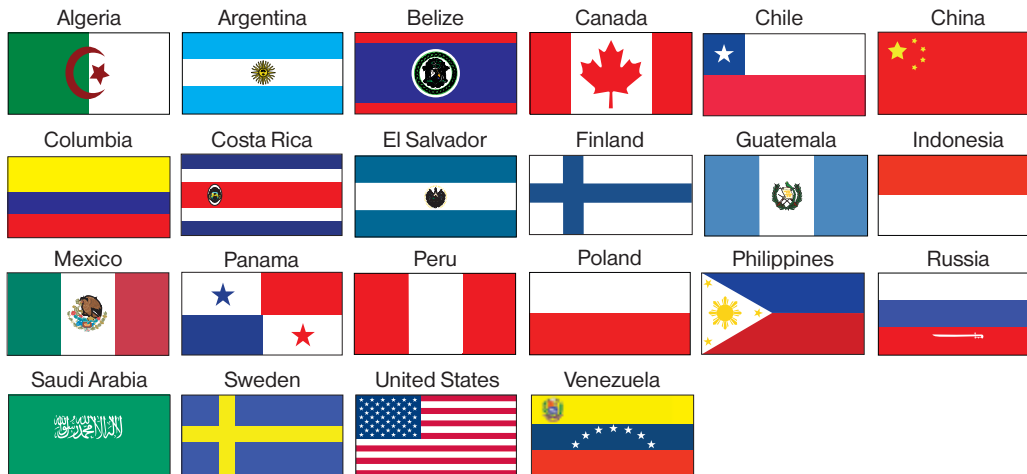 Algeria
Argentina
Belize
Canada
Chile
China
Columbia
Costa Rica
El Salvador
Finland
Guatemala
Indonesia
Mexico
Panama
Peru
Poland
Philippines
Russia
Saudi Arabia
Sweden
United States
Venezuela